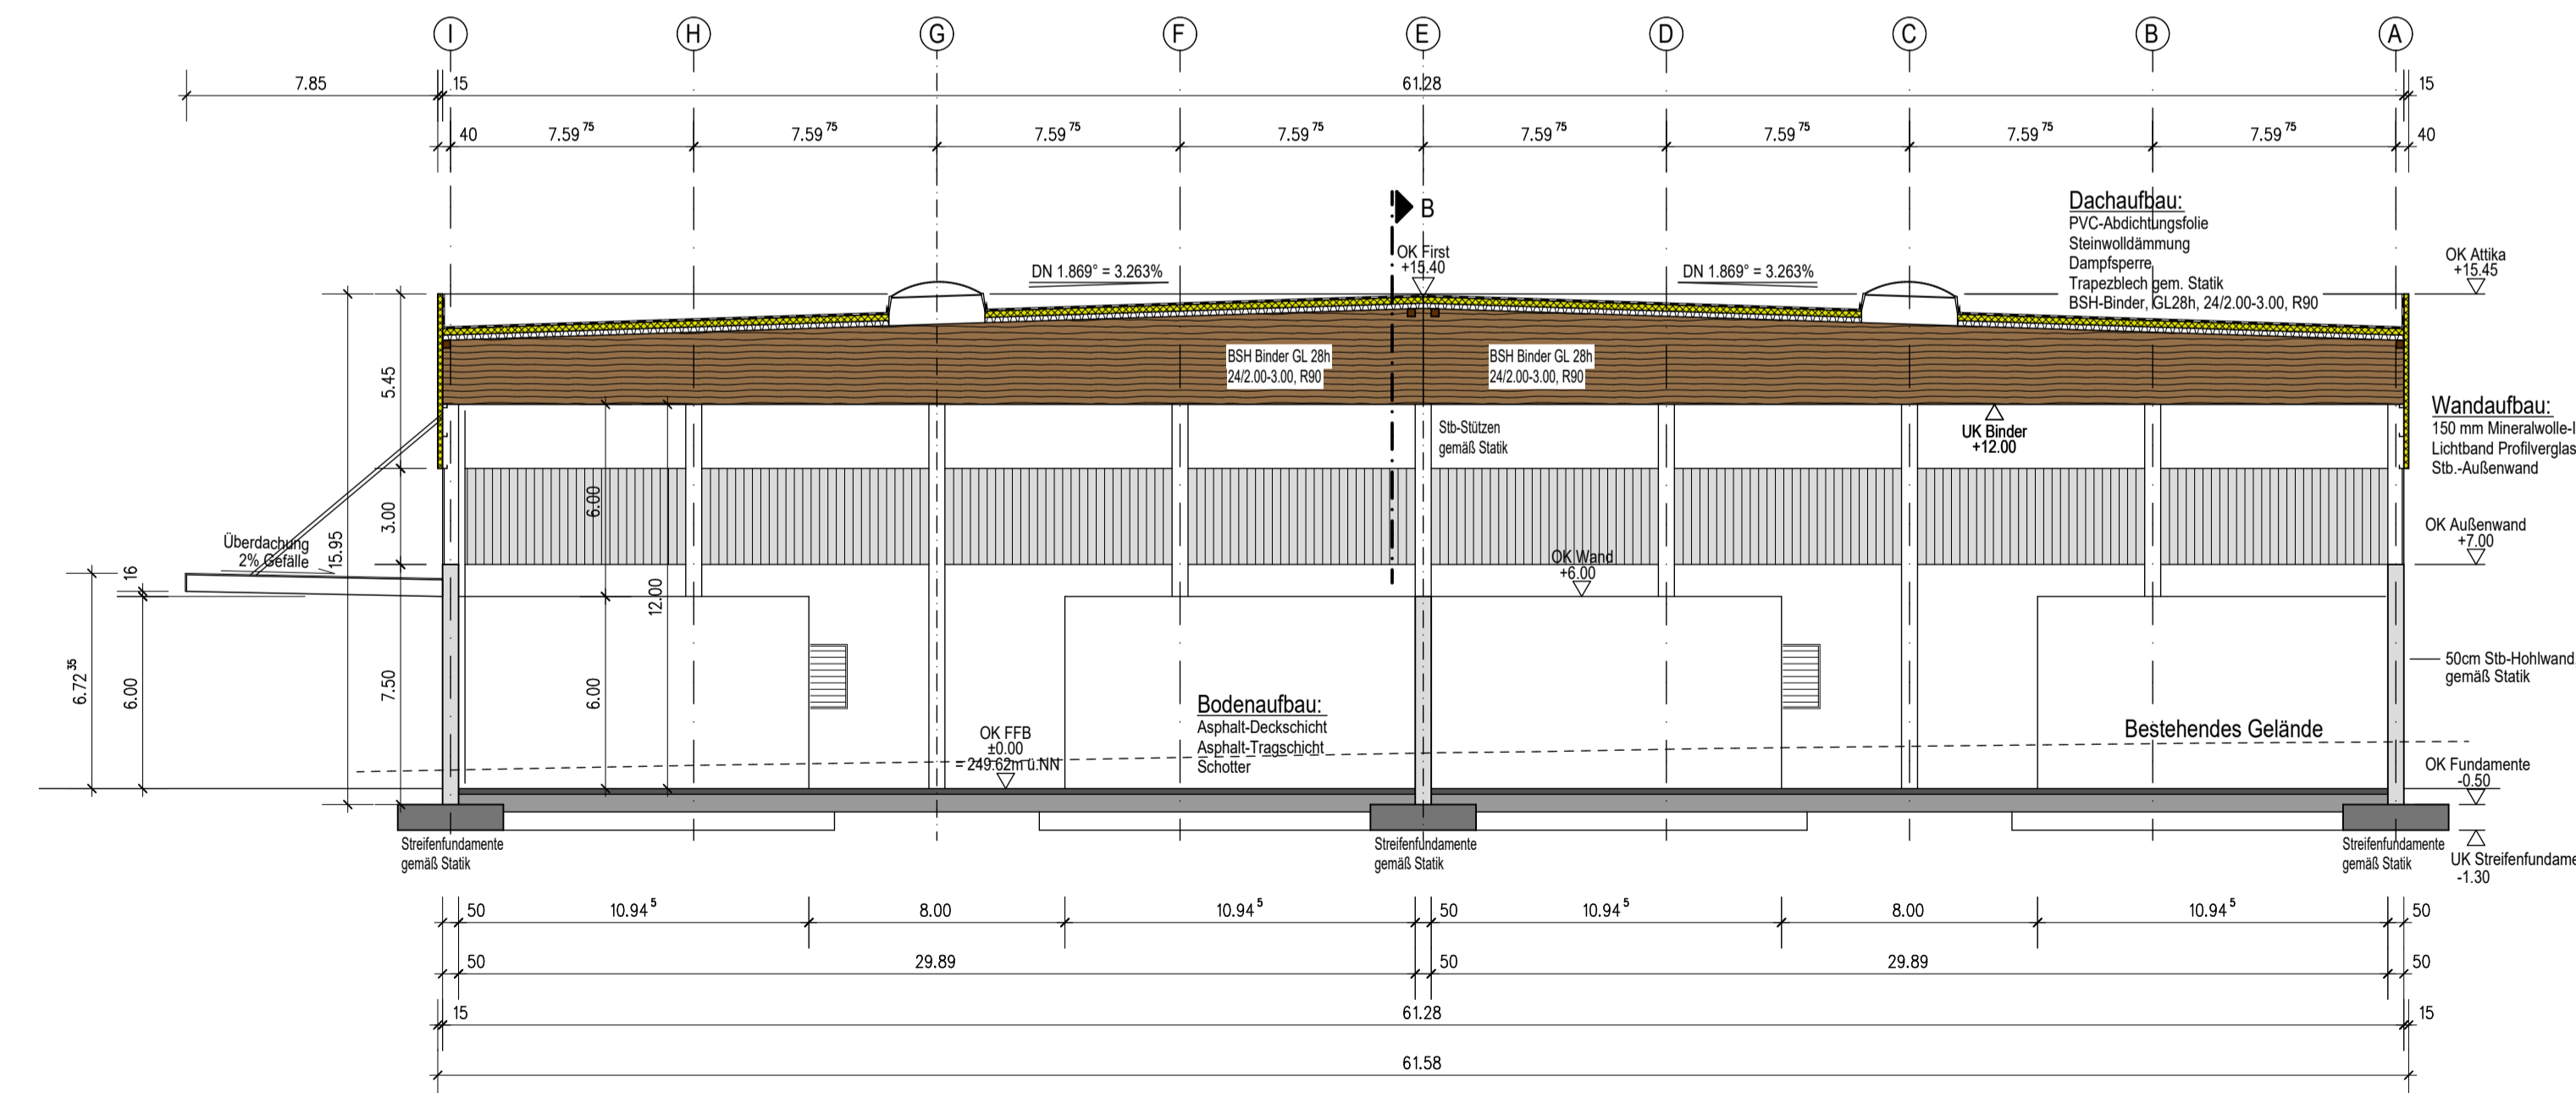 I H G F E D C B A
7.85 15 61.28 15
40 7.59 75 7.59 75 7.59 75 7.59 75 7.59 75 7.59 75 7.59 75 7.59 75 40
B
Dachaufbau:
PVC-Abdichtungsfolie
Steinwolldämmung
Dampfsperre
Trapezblech gem. Statik
BSH-Binder, GL28h, 24/2.00-3.00, R90
OK First
+15.40
OK Attika
+15.45
DN 1.869° = 3.263%
DN 1.869° = 3.263%
BSH Binder GL 28h
24/2.00-3.00, R90
BSH Binder GL 28h
24/2.00-3.00, R90
5.45
Wandaufbau:
150 mm Mineralwolle-I
Lichtband Profilverglas
Stb.-Außenwand
Stb-Stützen
gemäß Statik
UK Binder
+12.00
6.00
3.00
15.95
Überdachung
2% Gefälle
OK Außenwand
+7.00
OK Wand
+6.00
16
12.00
6.72 35
6.00
7.50
6.00
50cm Stb-Hohlwand
gemäß Statik
Bodenaufbau:
Asphalt-Deckschicht
Asphalt-Tragschicht
Schotter
Bestehendes Gelände
OK FFB
±0.00
= 249.62m ü.NN
OK Fundamente
-0.50
Streifenfundamente
gemäß Statik
Streifenfundamente
gemäß Statik
Streifenfundamente
gemäß Statik
UK Streifenfundame
-1.30
50 10.94 5 8.00 10.94 5 50 10.94 5 8.00 10.94 5 50
50 29.89 50 29.89 50
15 61.28 15
61.58